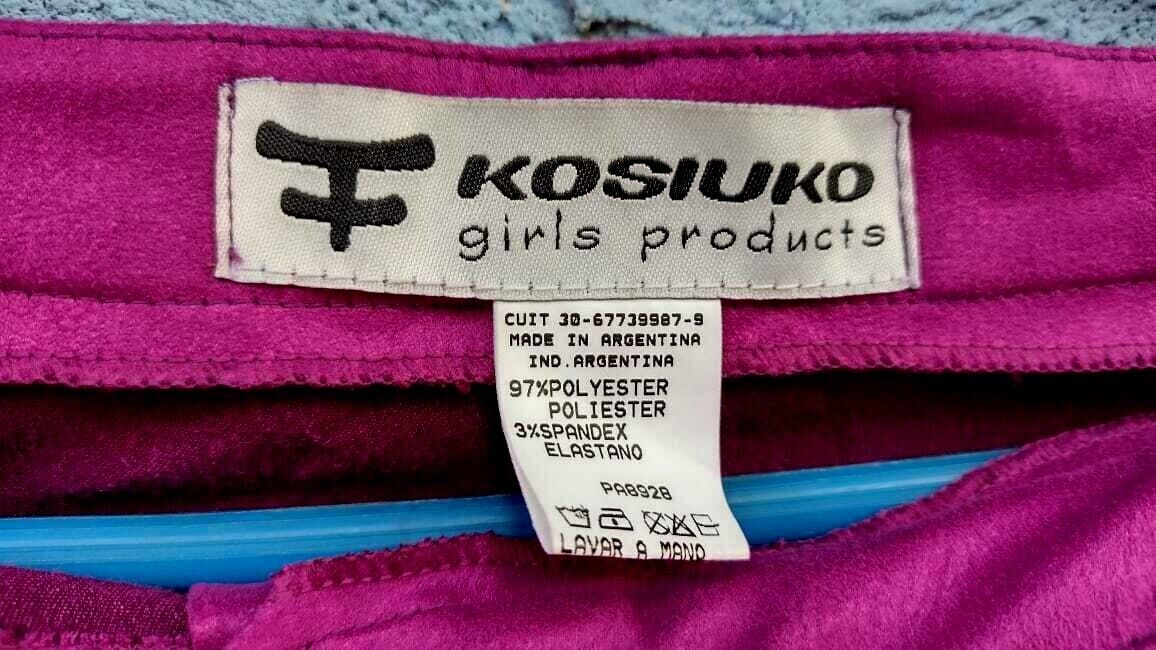 KOSIUKO
girls products
CUIT 30-67739987-9
MADE IN ARGENTINA
IND.ARGENTINA
97%POLYESTER
POLIESTER
3%SPANDEX
ELASTANO
PA8928
LAVAR A MANO